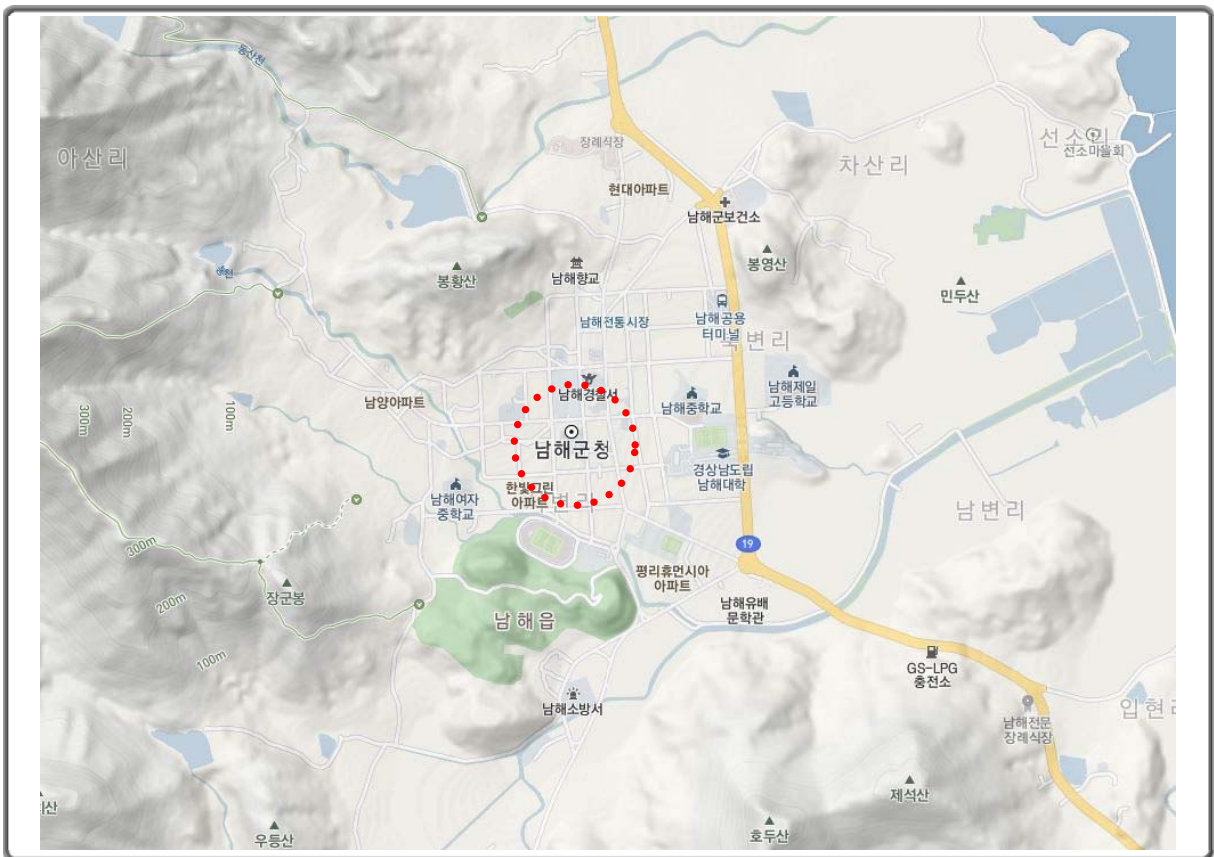 동산천
아산리
장례식장
현대아파트
차산리
선소리
선소마을회
남해군보건소
봉황산
남해향교
봉영산
민두산
남해전통시장
남해공용
터미널
북변리
남해경찰서
남해중학교
남해제일
고등학교
남양아파트
300m
200m
100m
남해군청
경상남도립
남해대학
남해여자
중학교
한빛그린
아파트
변리
남변리
300m
19
평리휴먼시아
아파트
장군봉
200m
남해유배
문학관
남해읍
100m
GS-LPG
충전소
남해소방서
입현리
남해전문
장례식장
제석산
우등산
호두산